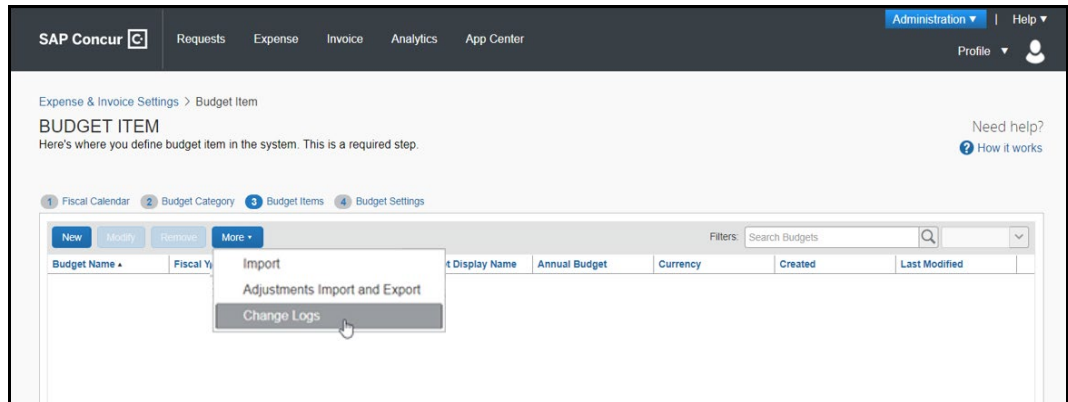 Administration ▼ | Help ▼
SAP Concur C Requests Expense Invoice Analytics App Center
Profile ▼
Expense & Invoice Settings > Budget Item
BUDGET ITEM
Need help?
Here's where you define budget item in the system. This is a required step.
? How it works
1 Fiscal Calendar 2 Budget Category 3 Budget Items 4 Budget Settings
New Modify Remove More Filters: Search Budgets
Budget Name Fiscal Display Name Annual Budget Currency Created Last Modified
Import
Adjustments Import and Export
Change Logs